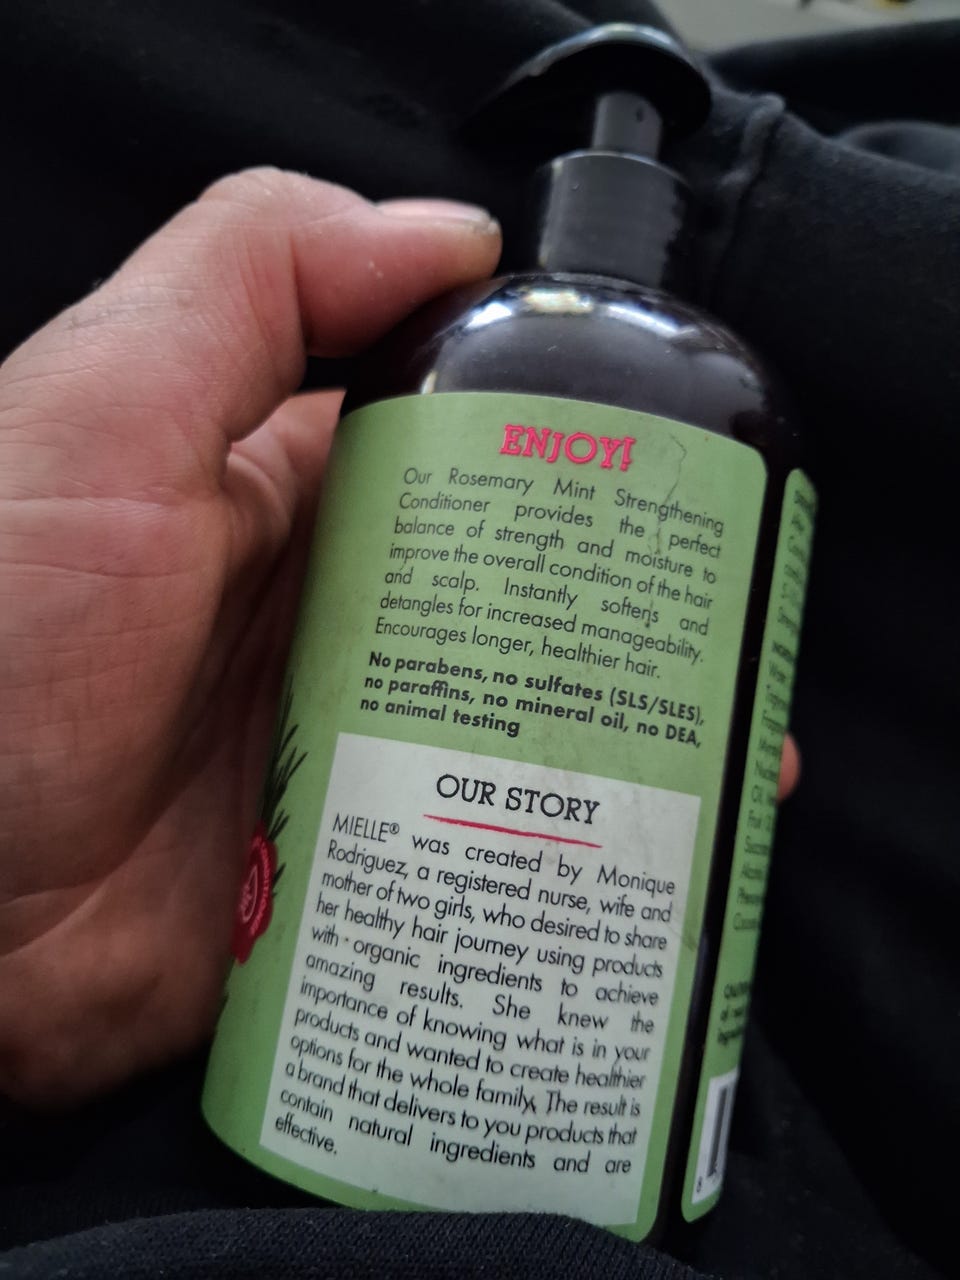 ENJOY!
Our Rosemary Mint Strengthening
Conditioner provides the perfect
balance of strength and moisture to
improve the overall condition of the hair
and scalp. Instantly softens and
detangles for increased manageability.
Encourages longer, healthier hair.
No parabens, no sulfates (SLS/SLES),
no paraffins, no mineral oil, no DEA,
no animal testing
OUR STORY
MIELLE® was created by Monique
Rodriguez, a registered nurse, wife and
mother of two girls, who desired to share
her healthy hair journey using products
with organic ingredients to achieve
amazing results. She knew the
importance of knowing what is in your
products and wanted to create healthier
options for the whole family. The result is
a brand that delivers to you products that
contain natural ingredients and are
effective.
8